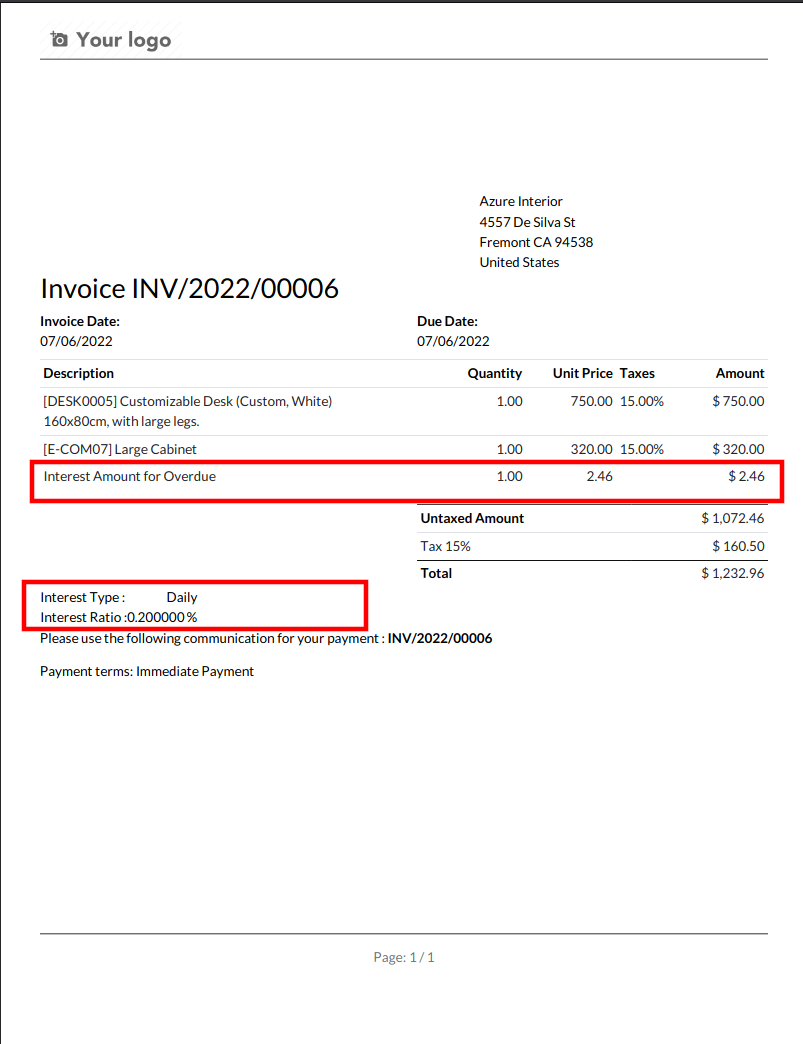 Your logo
Azure Interior
4557 De Silva St
Fremont CA 94538
United States
Invoice INV/2022/00006
Invoice Date: Due Date:
07/06/2022 07/06/2022
Description Quantity Unit Price Taxes Amount
[DESK0005] Customizable Desk (Custom, White) 1.00 750.00 15.00% $ 750.00
160x80cm, with large legs.
[E-COM07] Large Cabinet 1.00 320.00 15.00% $ 320.00
Interest Amount for Overdue 1.00 2.46 $ 2.46
Untaxed Amount $ 1,072.46
Tax 15% $ 160.50
Total $ 1,232.96
Interest Type : Daily
Interest Ratio :0.200000 %
Please use the following communication for your payment : INV/2022/00006
Payment terms: Immediate Payment
Page: 1 / 1